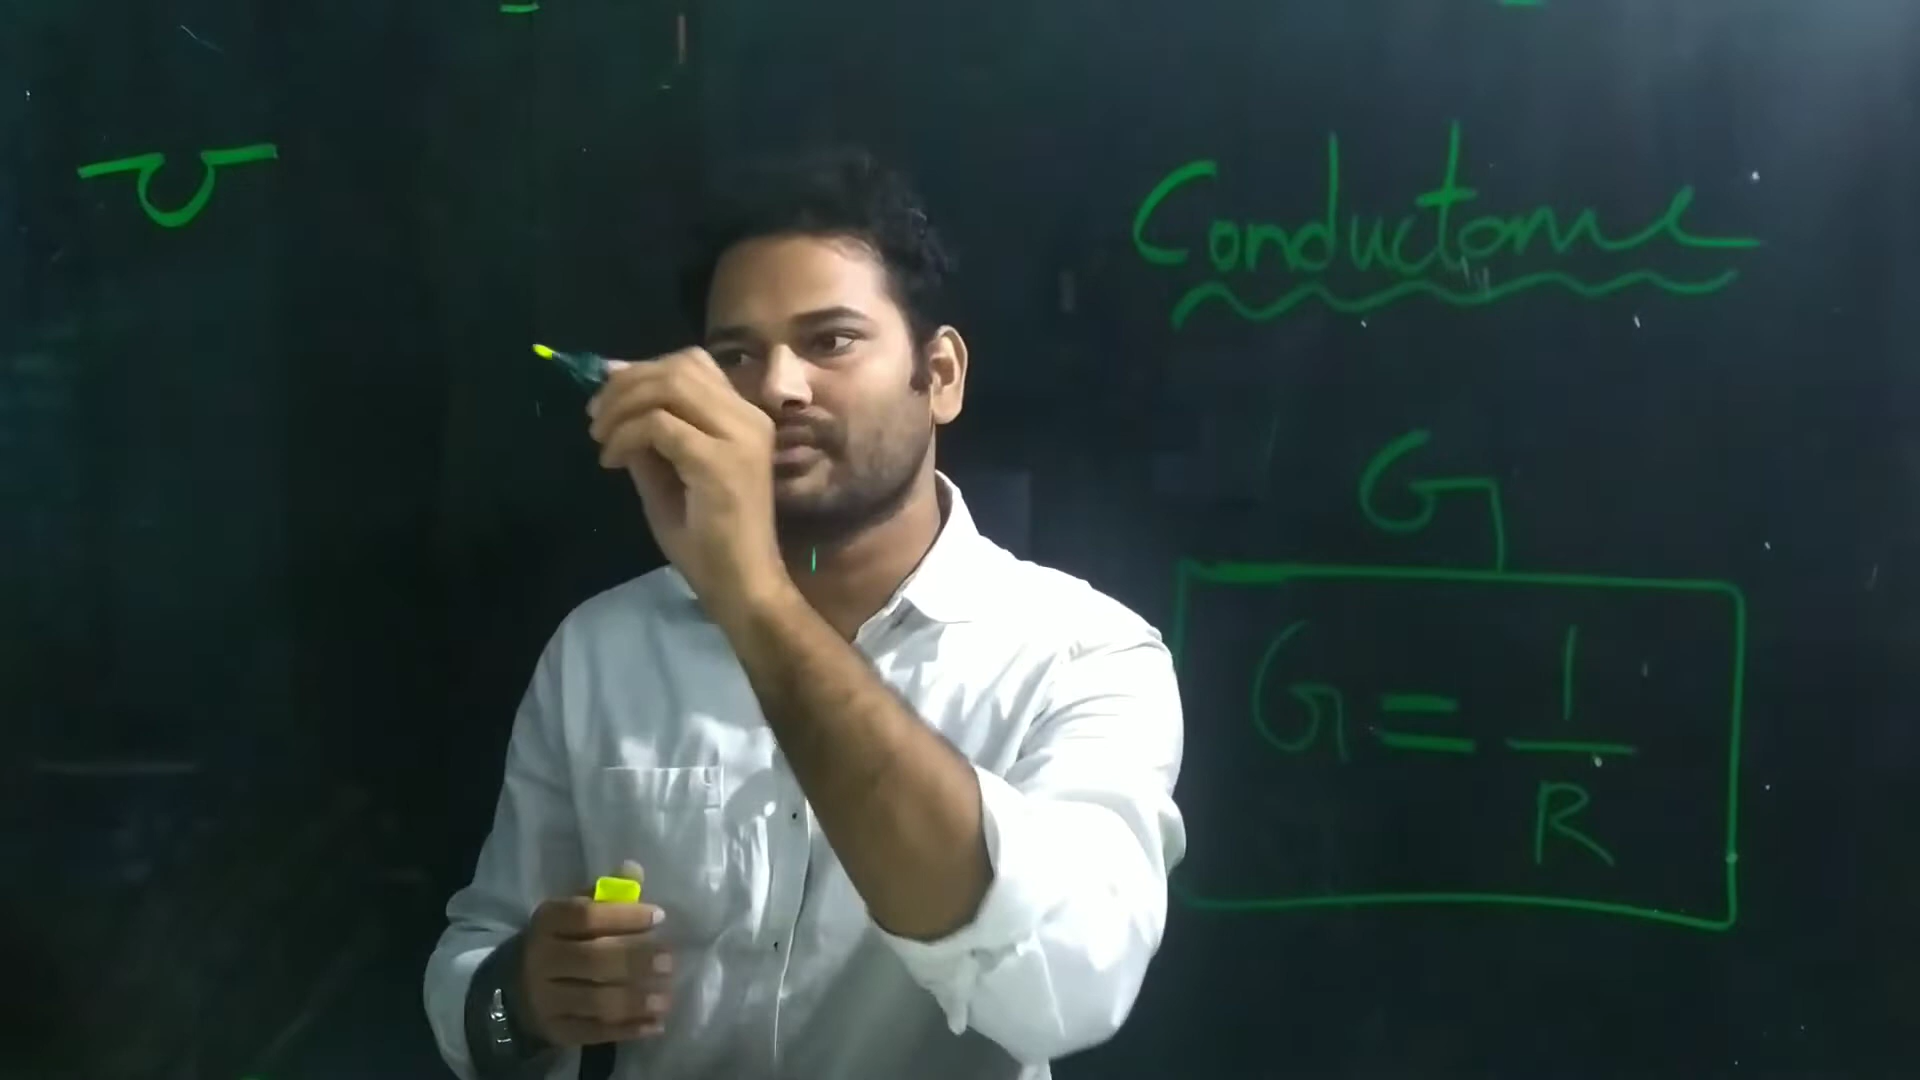 ℧
Conductance
G
G = 1/R